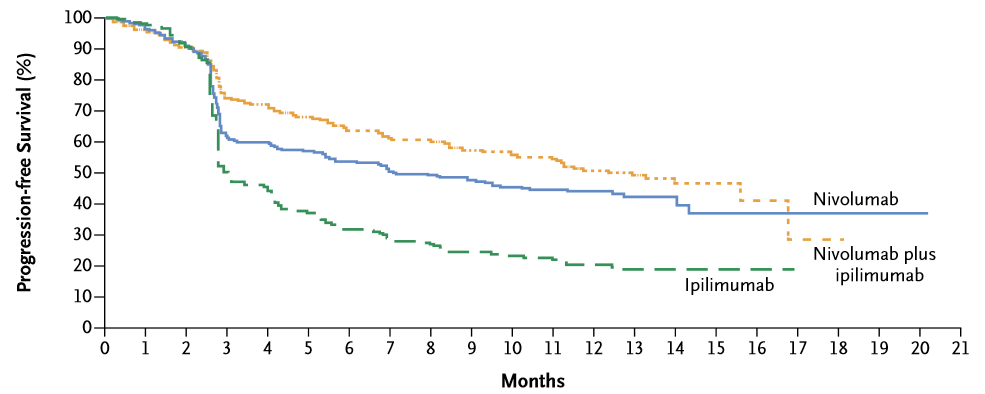 Progression-free Survival (%)
100
90
80
70
60
50
40
30
20
10
0
Nivolumab
Nivolumab plus
ipilimumab
Ipilimumab
0 1 2 3 4 5 6 7 8 9 10 11 12 13 14 15 16 17 18 19 20 21
Months